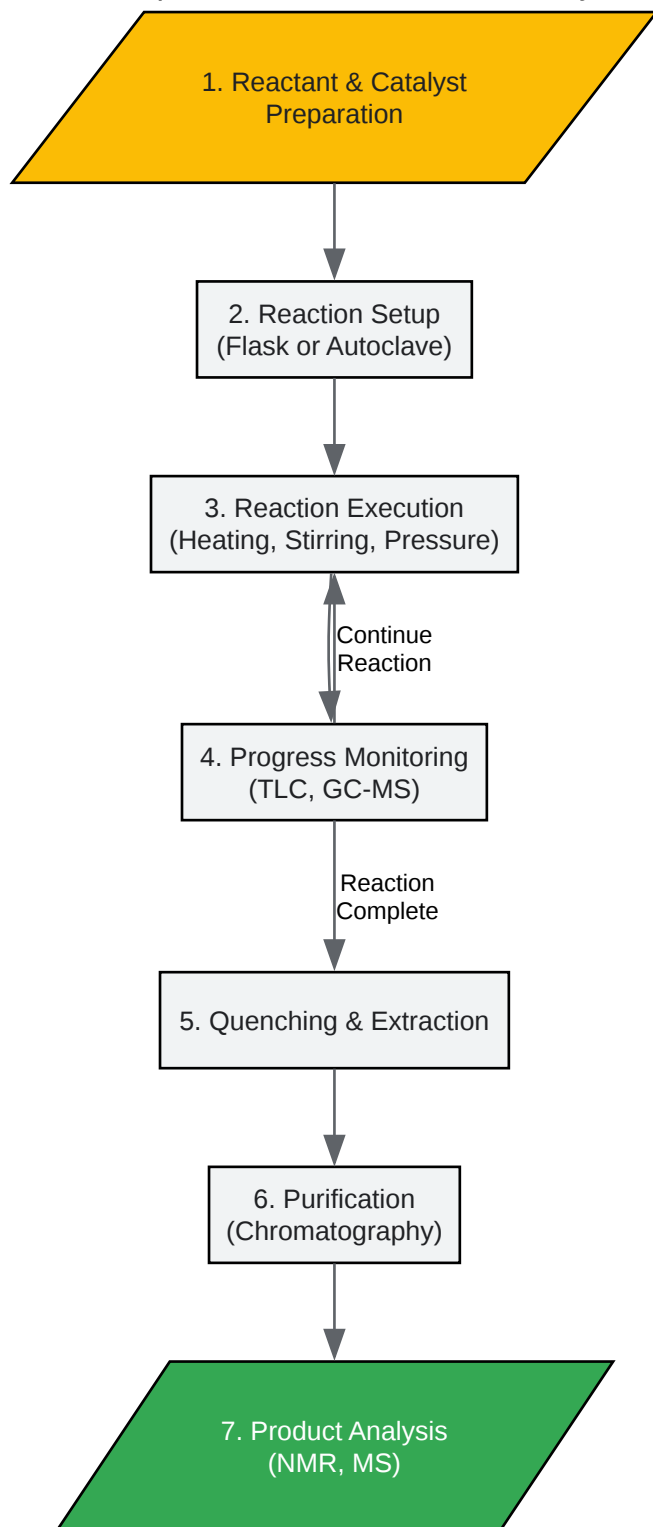 1. Reactant & Catalyst
Preparation
2. Reaction Setup
(Flask or Autoclave)
3. Reaction Execution
(Heating, Stirring, Pressure)
Continue
Reaction
4. Progress Monitoring
(TLC, GC-MS)
Reaction
Complete
5. Quenching & Extraction
6. Purification
(Chromatography)
7. Product Analysis
(NMR, MS)